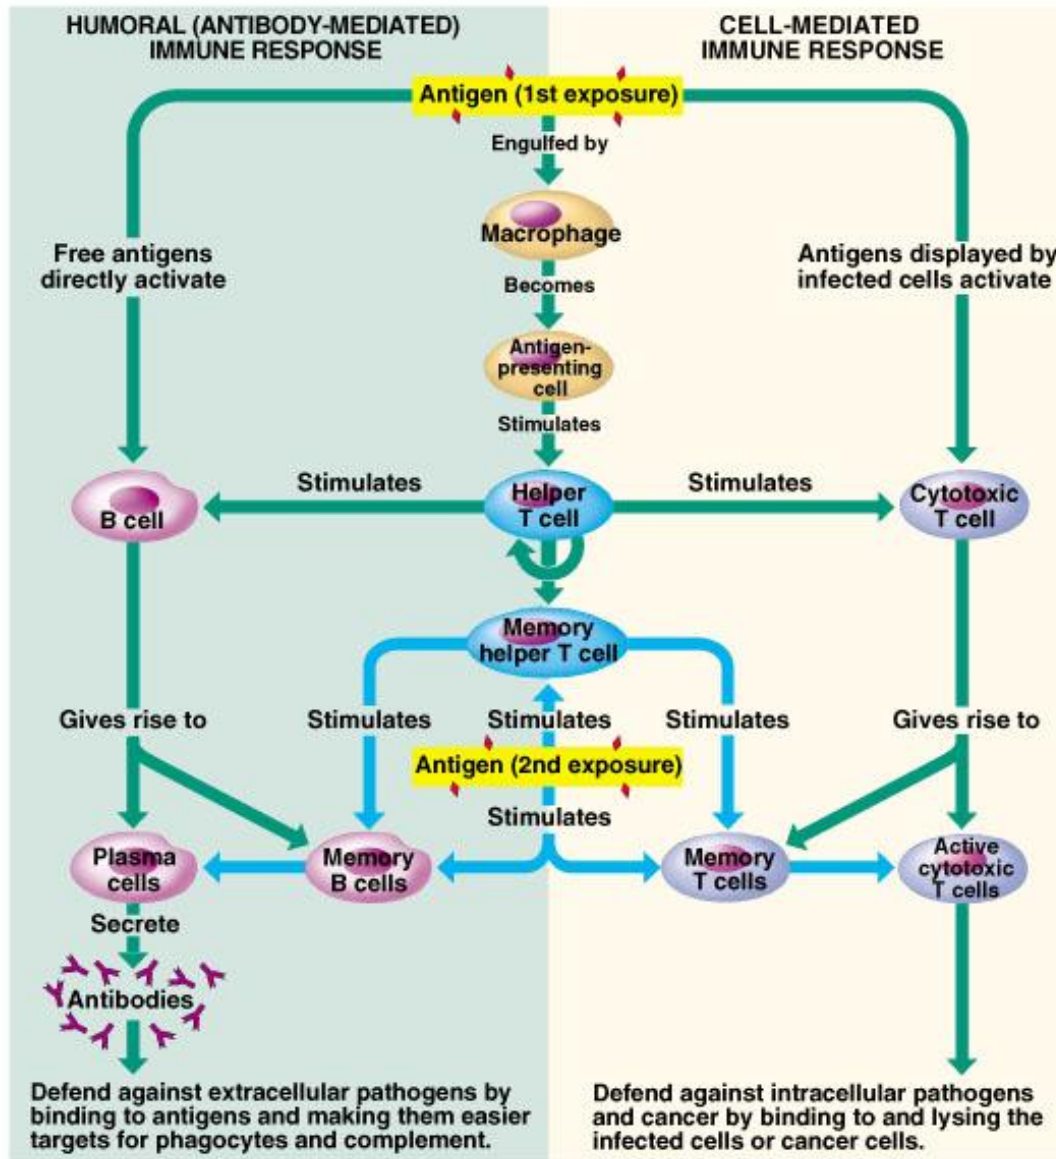 HUMORAL (ANTIBODY-MEDIATED)
IMMUNE RESPONSE
CELL-MEDIATED
IMMUNE RESPONSE
Antigen (1st exposure)
Engulfed by
Macrophage
Free antigens
directly activate
Antigens displayed by
infected cells activate
Becomes
Antigen-
presenting
cell
Stimulates
B cell
Stimulates
Helper
T cell
Stimulates
Cytotoxic
T cell
Memory
helper T cell
Gives rise to
Stimulates
Stimulates
Stimulates
Gives rise to
Antigen (2nd exposure)
Stimulates
Plasma
cells
Memory
B cells
Memory
T cells
Active
cytotoxic
T cells
Secrete
Antibodies
Defend against extracellular pathogens by
binding to antigens and making them easier
targets for phagocytes and complement.
Defend against intracellular pathogens
and cancer by binding to and lysing the
infected cells or cancer cells.